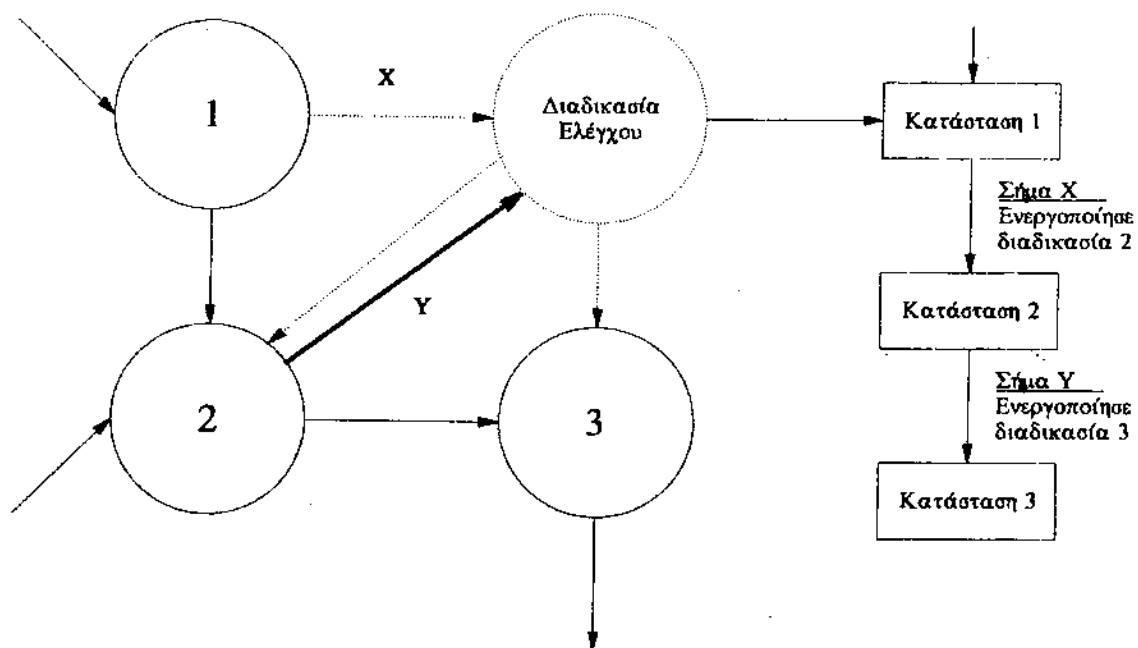 1
X
Διαδικασία
Ελέγχου
Κατάσταση 1
Σήμα X
Ενεργοποίησε
διαδικασία 2
Y
Κατάσταση 2
2
3
Σήμα Y
Ενεργοποίησε
διαδικασία 3
Κατάσταση 3